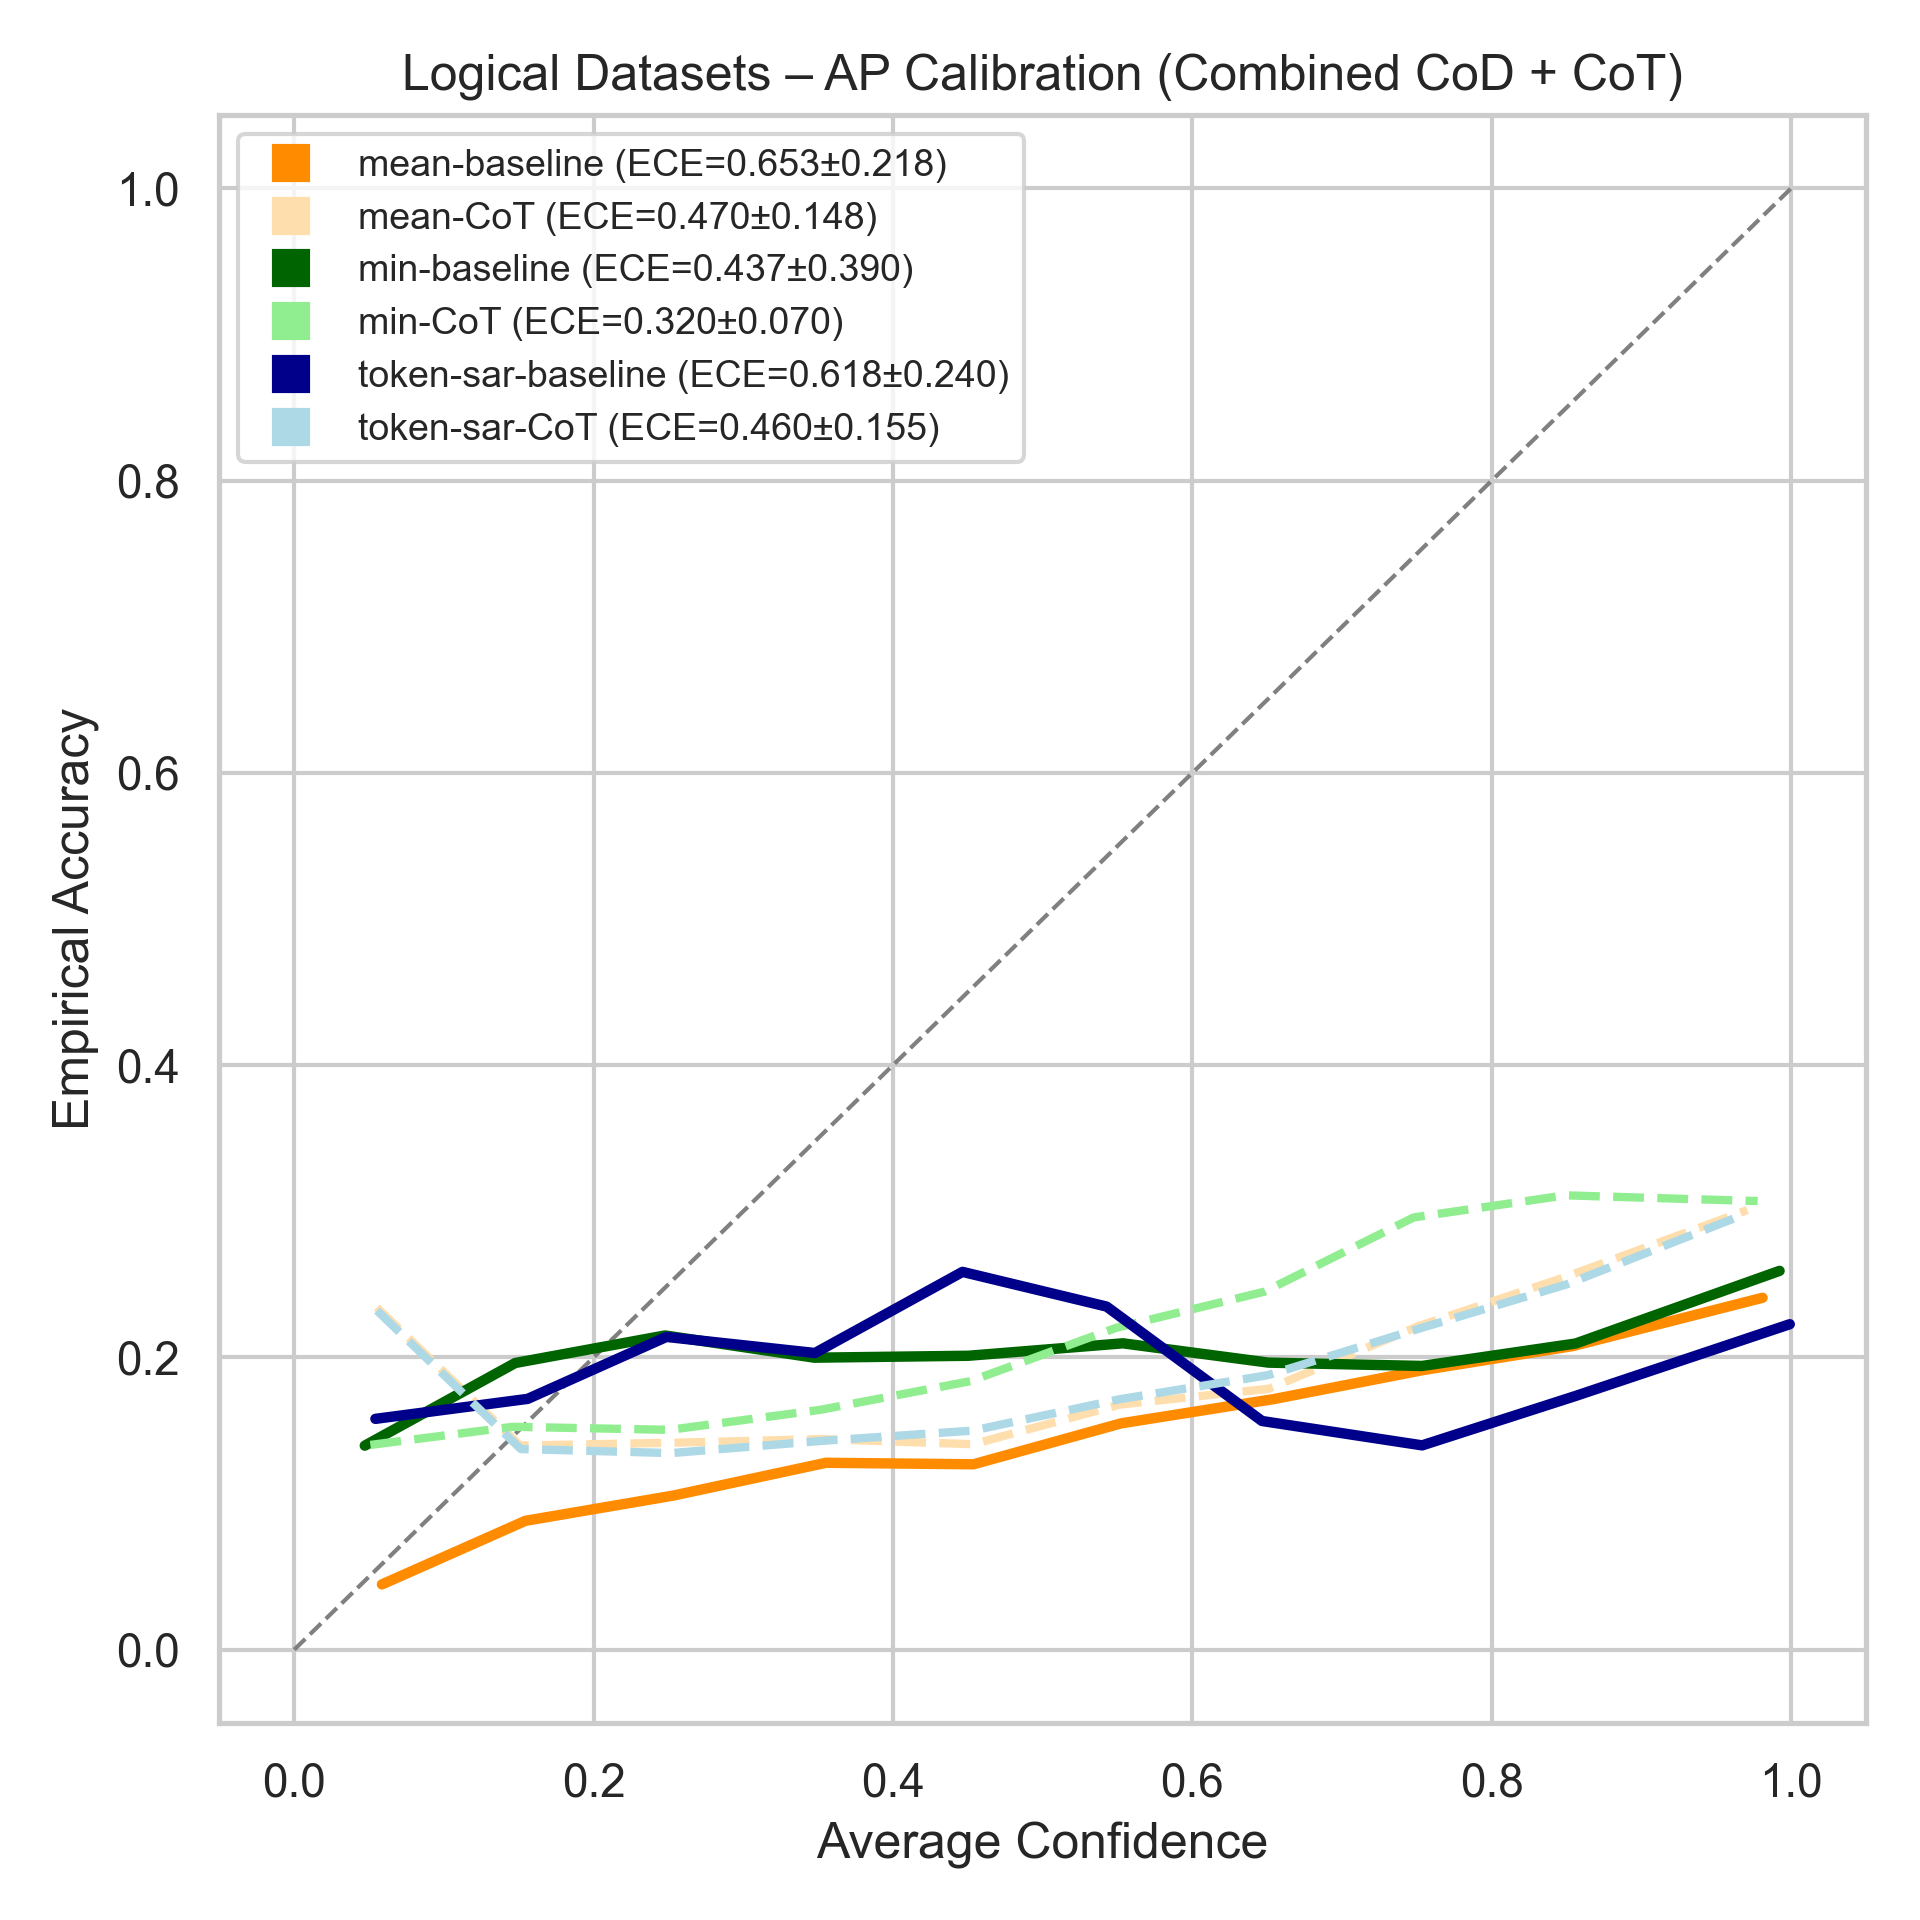 Logical Datasets – AP Calibration (Combined CoD + CoT)
mean-baseline (ECE=0.653±0.218)
mean-CoT (ECE=0.470±0.148)
min-baseline (ECE=0.437±0.390)
min-CoT (ECE=0.320±0.070)
token-sar-baseline (ECE=0.618±0.240)
token-sar-CoT (ECE=0.460±0.155)
1.0
0.8
0.6
0.4
0.2
0.0
Empirical Accuracy
0.0 0.2 0.4 0.6 0.8 1.0
Average Confidence